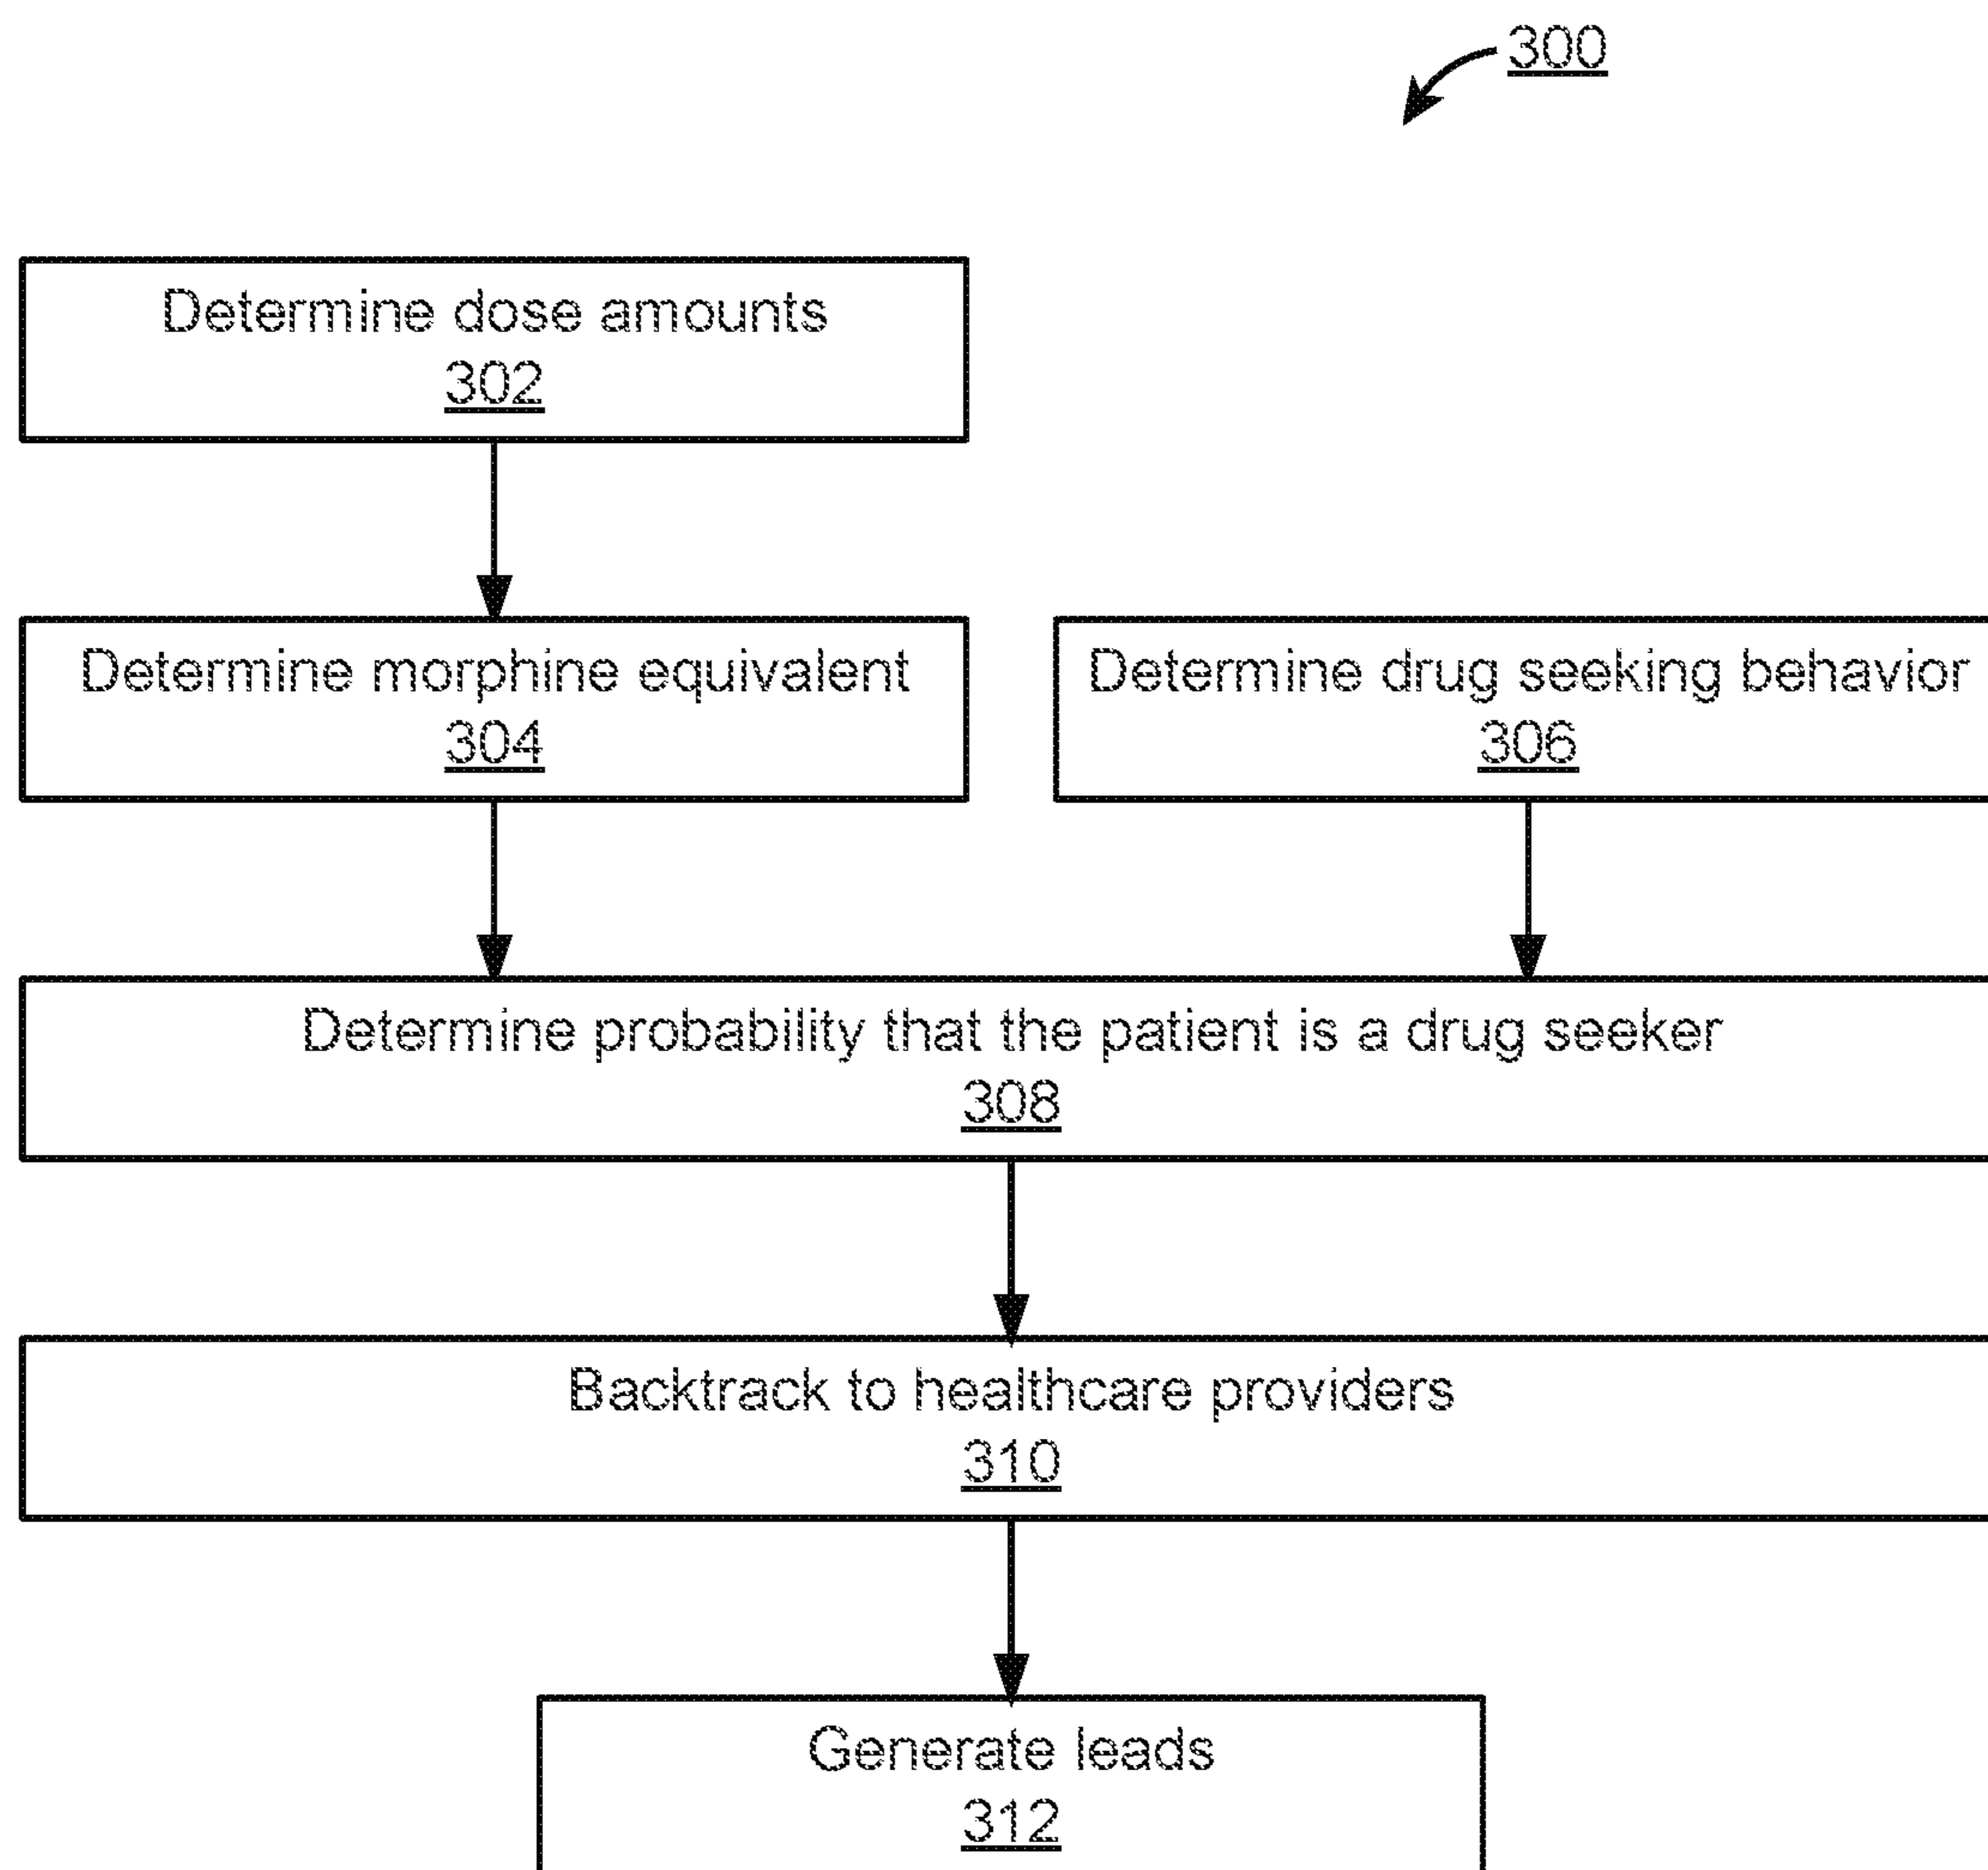 300
Determine dose amounts
302
Determine morphine equivalent
304
Determine drug seeking behavior
306
Determine probability that the patient is a drug seeker
308
Backtrack to healthcare providers
310
Generate leads
312